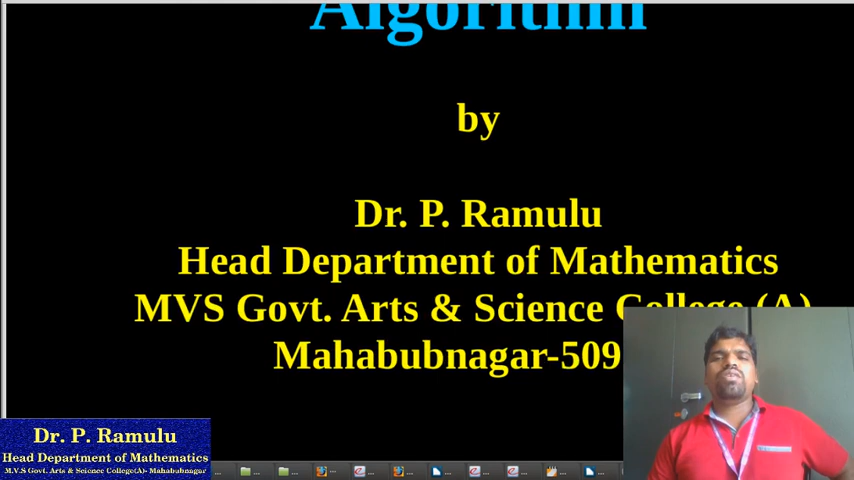 Algorithm
by
Dr. P. Ramulu
Head Department of Mathematics
MVS Govt. Arts & Science College (A)
Mahabubnagar-509
Dr. P. Ramulu
Head Department of Mathematics
M.V.S Govt. Arts & Science College(A)- Mahabubnagar